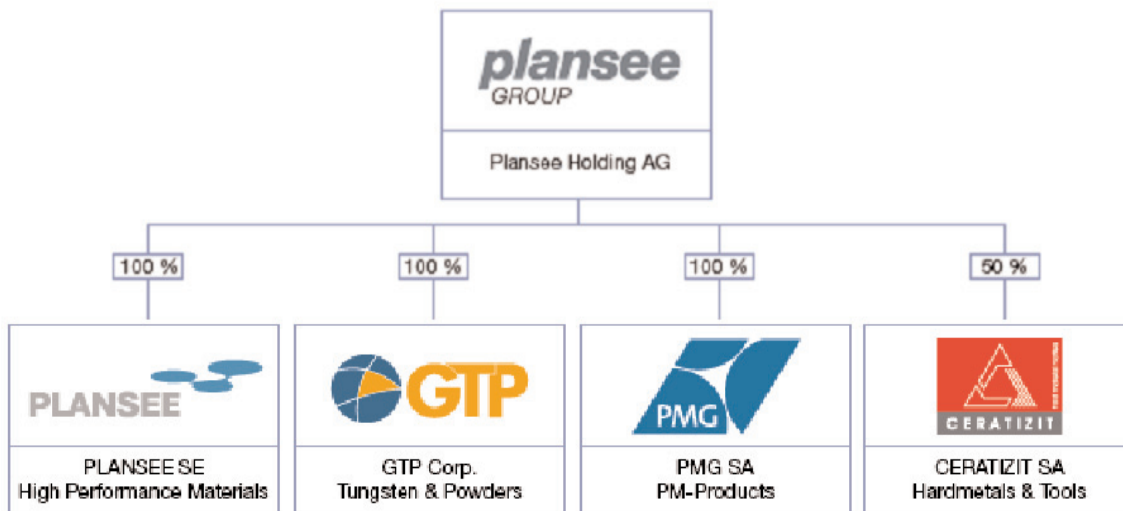 plansee
GROUP
Plansee Holding AG
100 %
100 %
100 %
50 %
PLANSEE
GTP
PMG
CERATIZIT
PLANSEE SE
High Performance Materials
GTP Corp.
Tungsten & Powders
PMG SA
PM-Products
CERATIZIT SA
Hardmetals & Tools